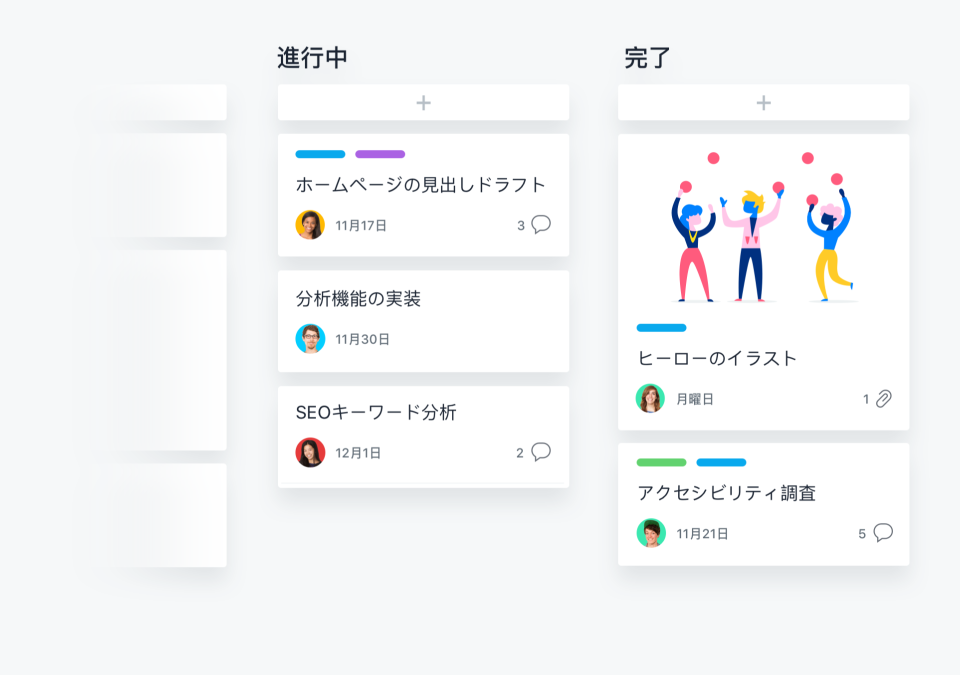 進行中
+
ホームページの見出しドラフト
11月17日
3
分析機能の実装
11月30日
SEOキーワード分析
12月1日
2
完了
+
ヒーローのイラスト
月曜日
1
アクセシビリティ調査
11月21日
5